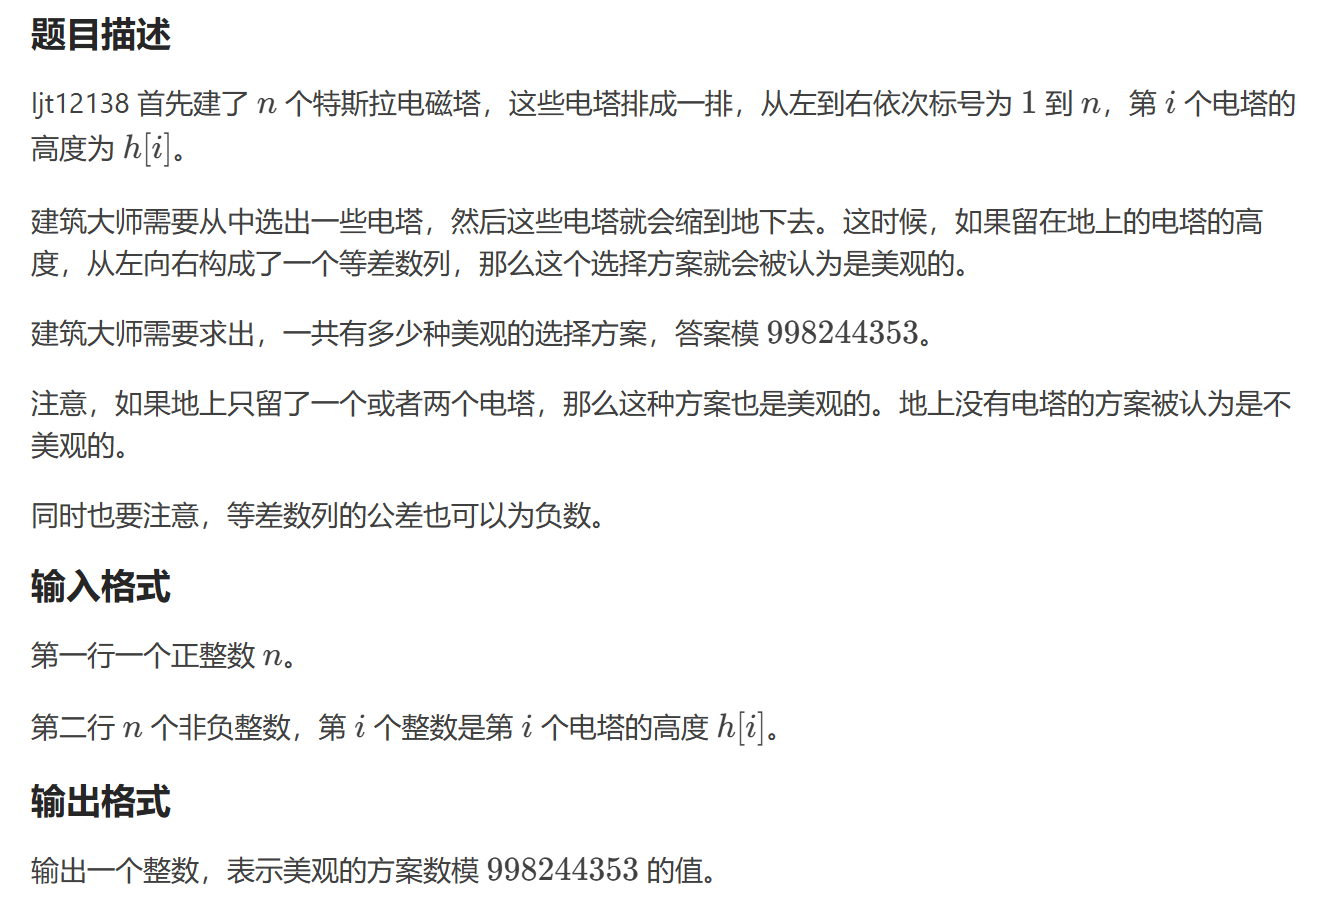 题目描述
ljt12138 首先建了 n 个特斯拉电磁塔，这些电塔排成一排，从左到右依次标号为 1 到 n，第 i 个电塔的
高度为 h[i]。
建筑大师需要从中选出一些电塔，然后这些电塔就会缩到地下去。这时候，如果留在地上的电塔的高
度，从左向右构成了一个等差数列，那么这个选择方案就会被认为是美观的。
建筑大师需要求出，一共有多少种美观的选择方案，答案模 998244353。
注意，如果地上只留了一个或者两个电塔，那么这种方案也是美观的。地上没有电塔的方案被认为是不
美观的。
同时也要注意，等差数列的公差也可以为负数。
输入格式
第一行一个正整数 n。
第二行 n 个非负整数，第 i 个整数是第 i 个电塔的高度 h[i]。
输出格式
输出一个整数，表示美观的方案数模 998244353 的值。